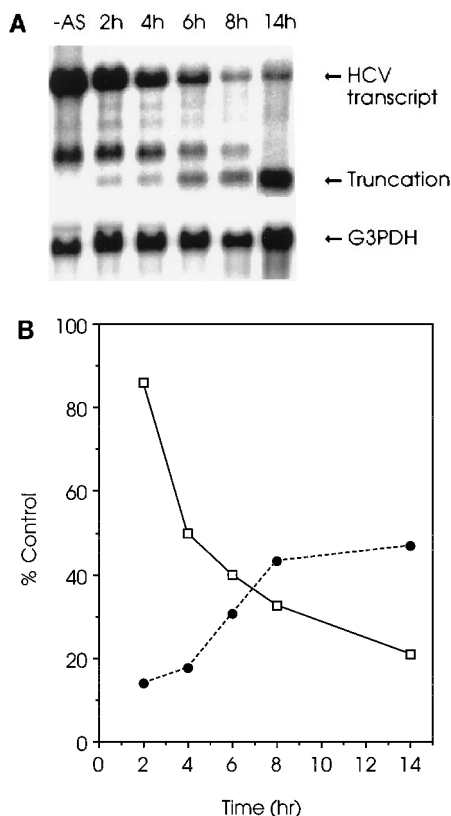 A
-AS 2h 4h 6h 8h 14h
← HCV
transcript
← Truncation
← G3PDH
B
100
80
60
40
20
0
% Control
0 2 4 6 8 10 12 14
Time (hr)